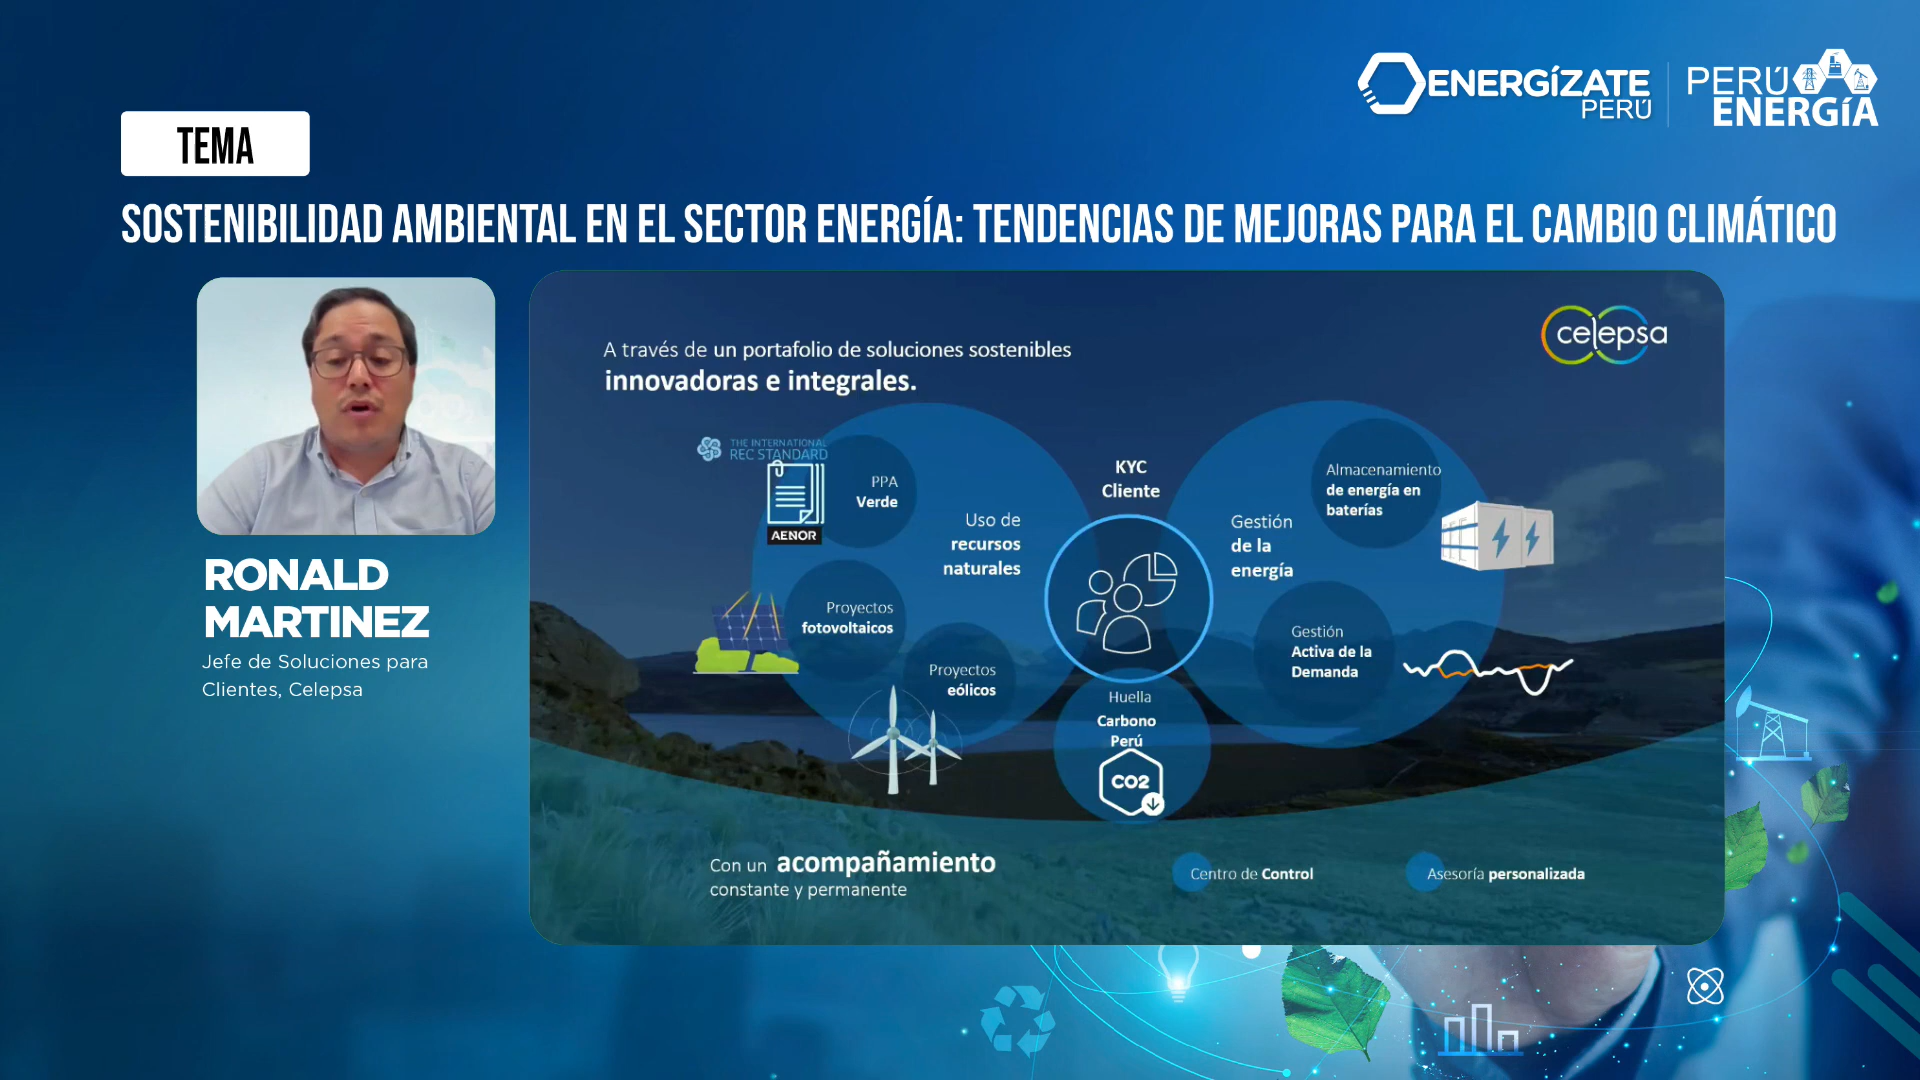 ENERGÍZATE
PERÚ
PERÚ
ENERGÍA
TEMA
SOSTENIBILIDAD AMBIENTAL EN EL SECTOR ENERGÍA: TENDENCIAS DE MEJORAS PARA EL CAMBIO CLIMÁTICO
RONALD
MARTINEZ
Jefe de Soluciones para
Clientes, Celepsa
celepsa
A través de un portafolio de soluciones sostenibles
innovadoras e integrales.
THE INTERNATIONAL
REC STANDARD
AENOR
PPA
Verde
Uso de
recursos
naturales
Proyectos
fotovoltaicos
Proyectos
eólicos
KYC
Cliente
Huella
Carbono
Perú
CO2
Gestión
de la
energía
Almacenamiento
de energía en
baterías
Gestión
Activa de la
Demanda
Con un acompañamiento
constante y permanente
Centro de Control
Asesoría personalizada